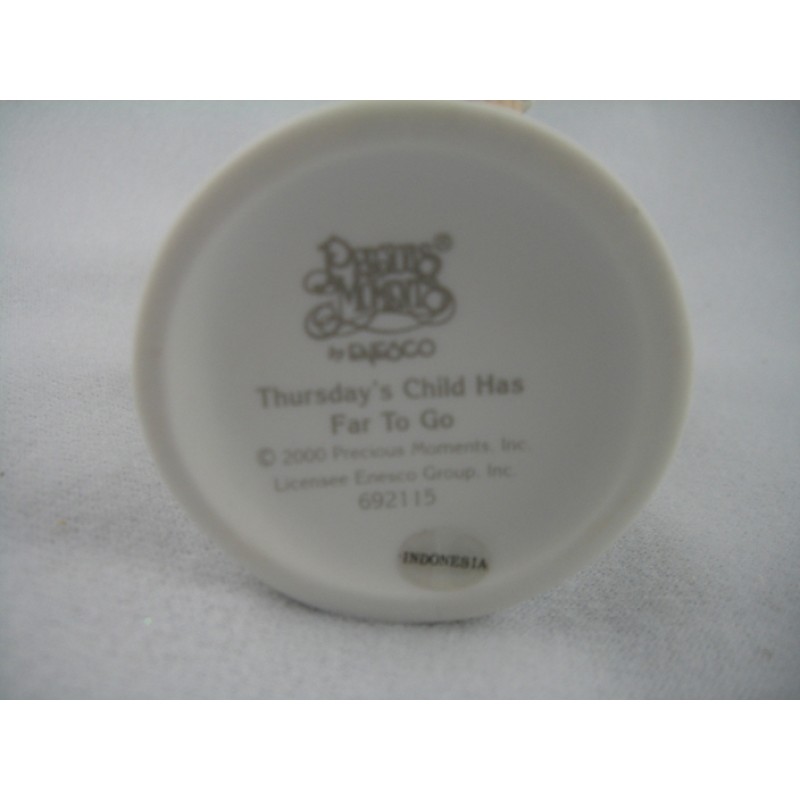 Precious®
Moments
by ENESCO
Thursday's Child Has
Far To Go
© 2000 Precious Moments, Inc.
Licensee Enesco Group, Inc.
692115
INDONESIA